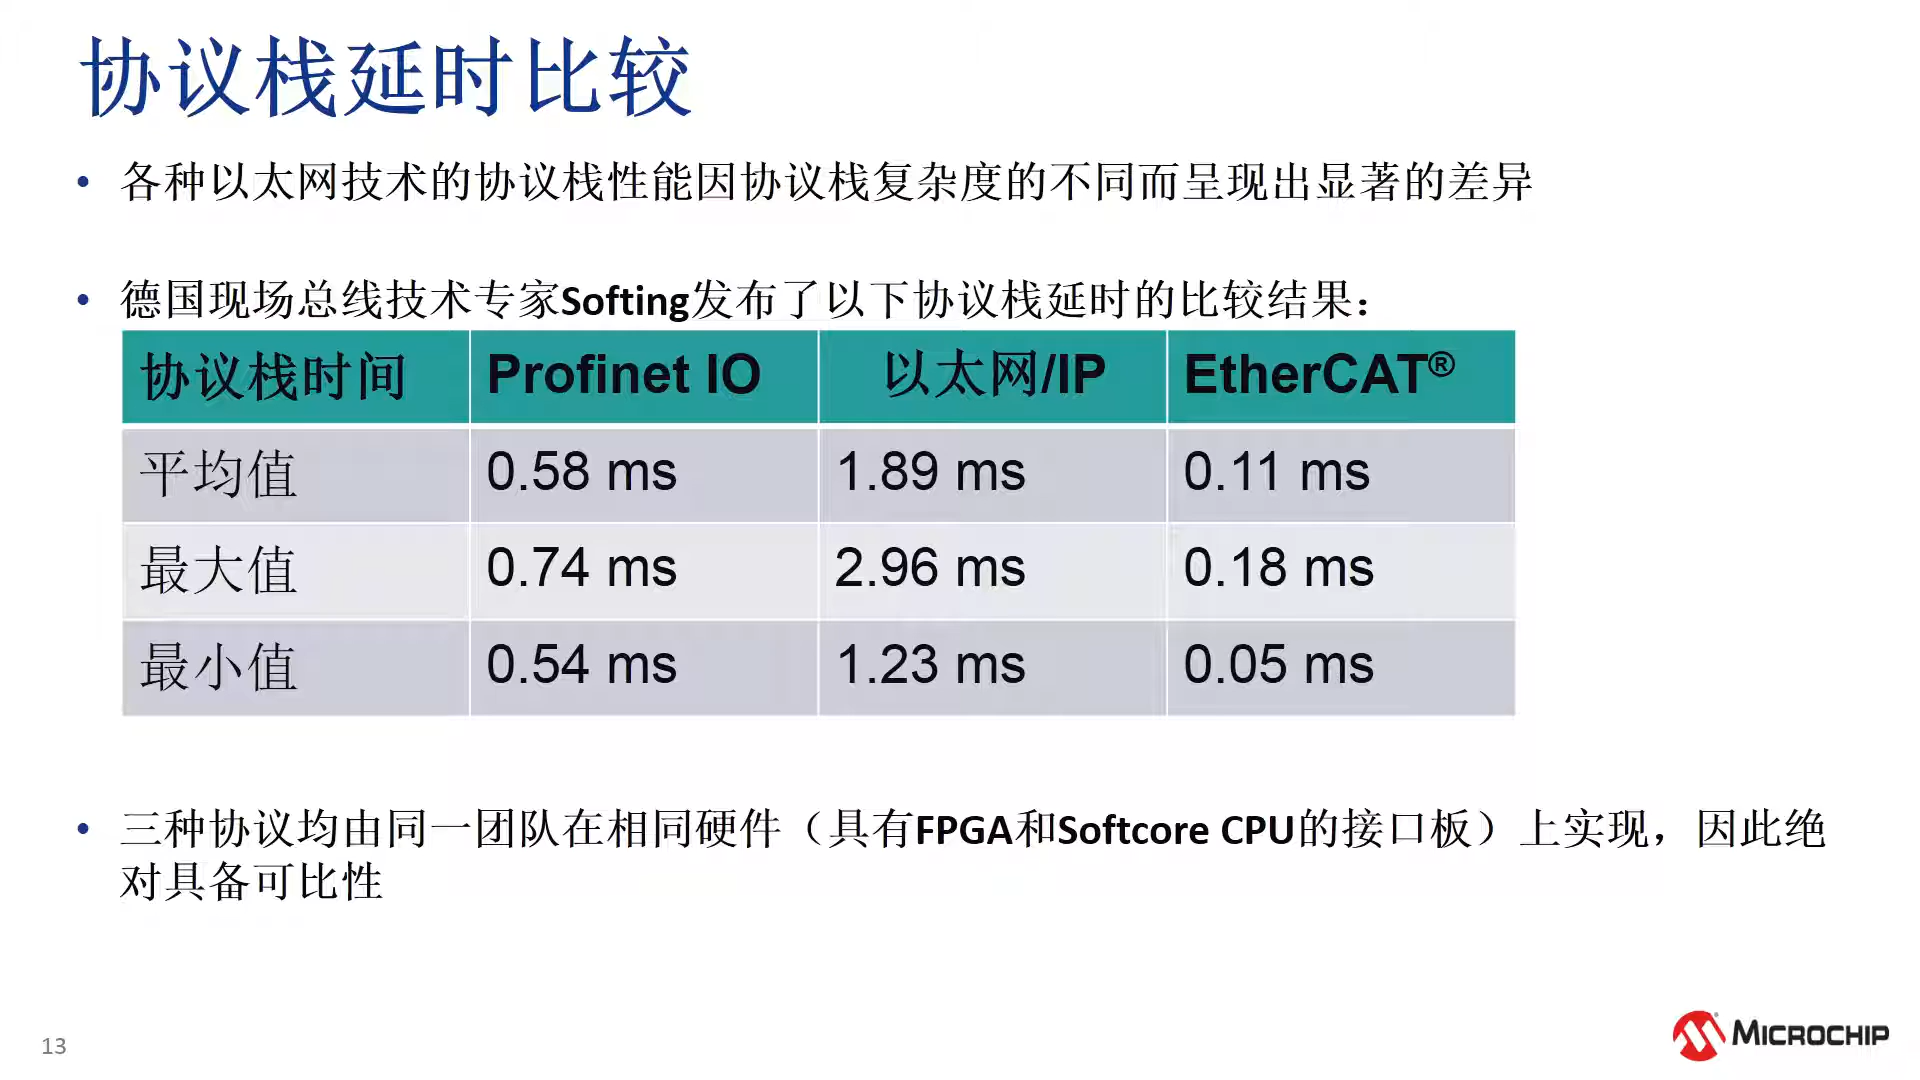 协议栈延时比较
• 各种以太网技术的协议栈性能因协议栈复杂度的不同而呈现出显著的差异
• 德国现场总线技术专家Softing发布了以下协议栈延时的比较结果：
协议栈时间 Profinet IO 以太网/IP EtherCAT®
平均值 0.58 ms 1.89 ms 0.11 ms
最大值 0.74 ms 2.96 ms 0.18 ms
最小值 0.54 ms 1.23 ms 0.05 ms
• 三种协议均由同一团队在相同硬件（具有FPGA和Softcore CPU的接口板）上实现，因此绝
对具备可比性
13
MICROCHIP